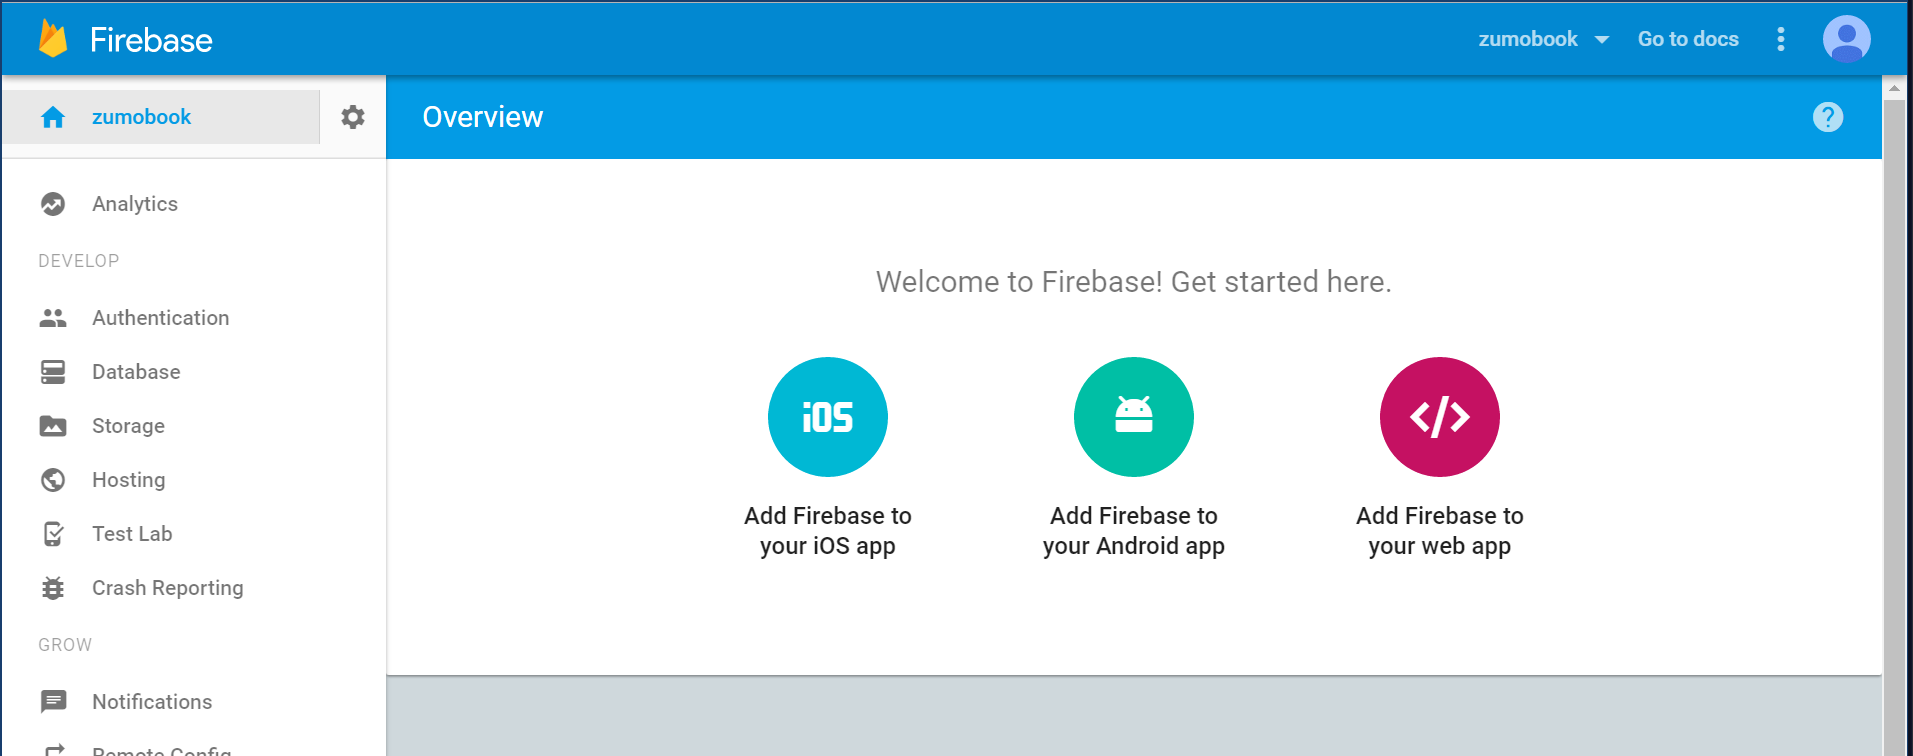 Firebase
zumobook
Go to docs
zumobook
Overview
?
Analytics
DEVELOP
Authentication
Database
Storage
Hosting
Test Lab
Crash Reporting
GROW
Notifications
Remote Config
Welcome to Firebase! Get started here.
iOS
</>
Add Firebase to
your iOS app
Add Firebase to
your Android app
Add Firebase to
your web app